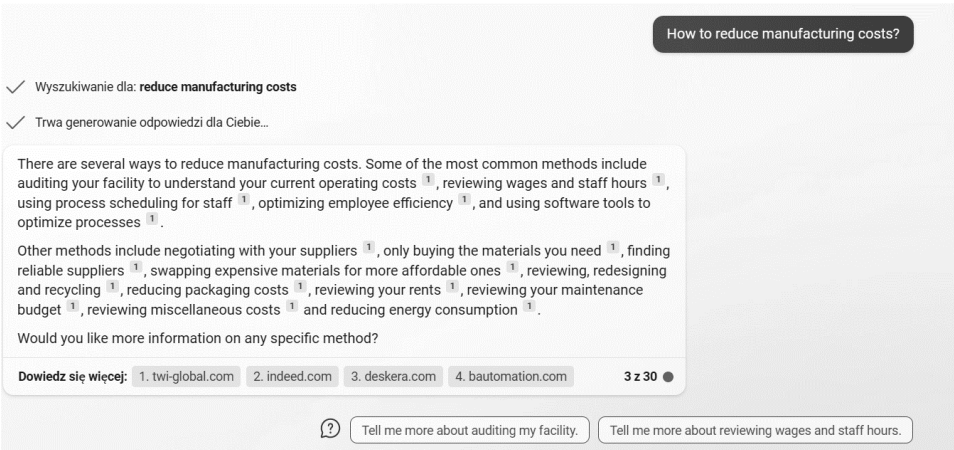 How to reduce manufacturing costs?
Wyszukiwanie dla: reduce manufacturing costs
Trwa generowanie odpowiedzi dla Ciebie...
There are several ways to reduce manufacturing costs. Some of the most common methods include
auditing your facility to understand your current operating costs 1 , reviewing wages and staff hours 1 ,
using process scheduling for staff 1 , optimizing employee efficiency 1 , and using software tools to
optimize processes 1 .
Other methods include negotiating with your suppliers 1 , only buying the materials you need 1 , finding
reliable suppliers 1 , swapping expensive materials for more affordable ones 1 , reviewing, redesigning
and recycling 1 , reducing packaging costs 1 , reviewing your rents 1 , reviewing your maintenance
budget 1 , reviewing miscellaneous costs 1 and reducing energy consumption 1 .
Would you like more information on any specific method?
Dowiedz się więcej: 1. twi-global.com 2. indeed.com 3. deskera.com 4. bautomation.com 3 z 30
? Tell me more about auditing my facility. Tell me more about reviewing wages and staff hours.